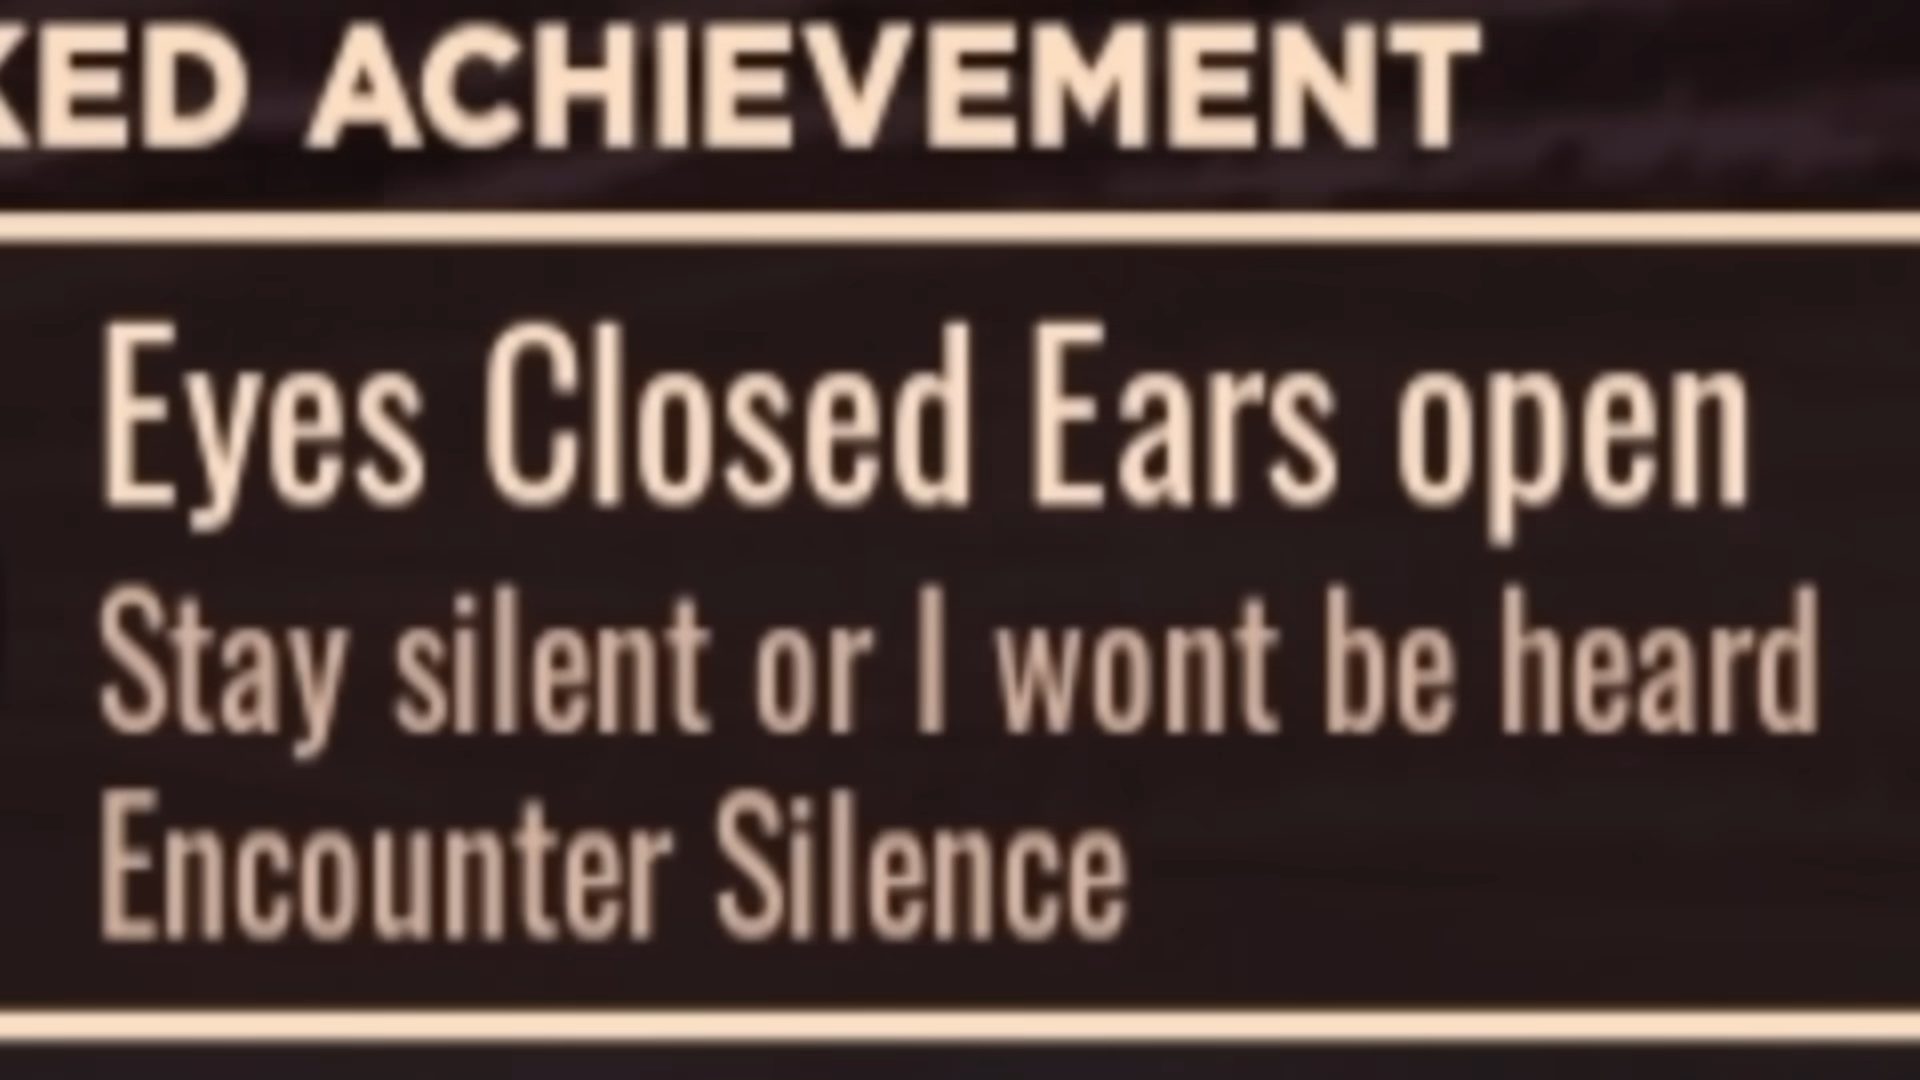 KED ACHIEVEMENT
Eyes Closed Ears open
Stay silent or I wont be heard
Encounter Silence